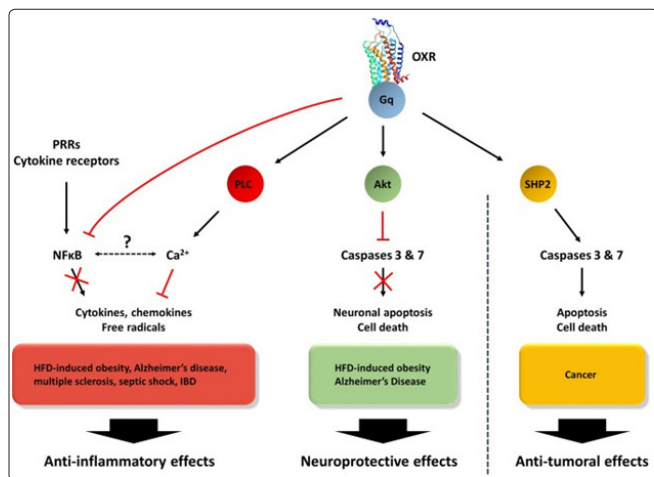 OXR
Gq
PRRs
Cytokine receptors
PLC
Akt
SHP2
?
NFκB
Ca²⁺
Caspases 3 & 7
Caspases 3 & 7
Cytokines, chemokines
Free radicals
Neuronal apoptosis
Cell death
Apoptosis
Cell death
HFD-induced obesity, Alzheimer's disease,
multiple sclerosis, septic shock, IBD
HFD-induced obesity
Alzheimer's Disease
Cancer
Anti-inflammatory effects
Neuroprotective effects
Anti-tumoral effects